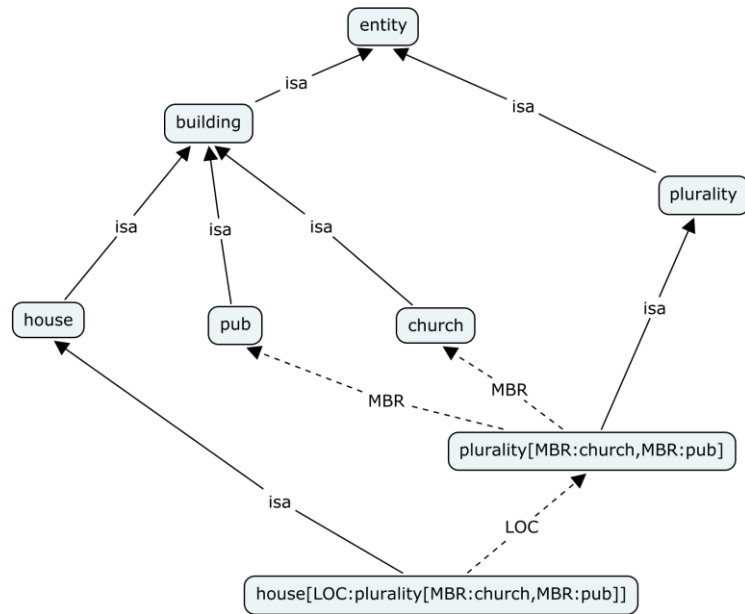 entity
isa
isa
building
plurality
isa
isa
isa
house
pub
church
isa
MBR
MBR
plurality[MBR:church,MBR:pub]
isa
LOC
house[LOC:plurality[MBR:church,MBR:pub]]